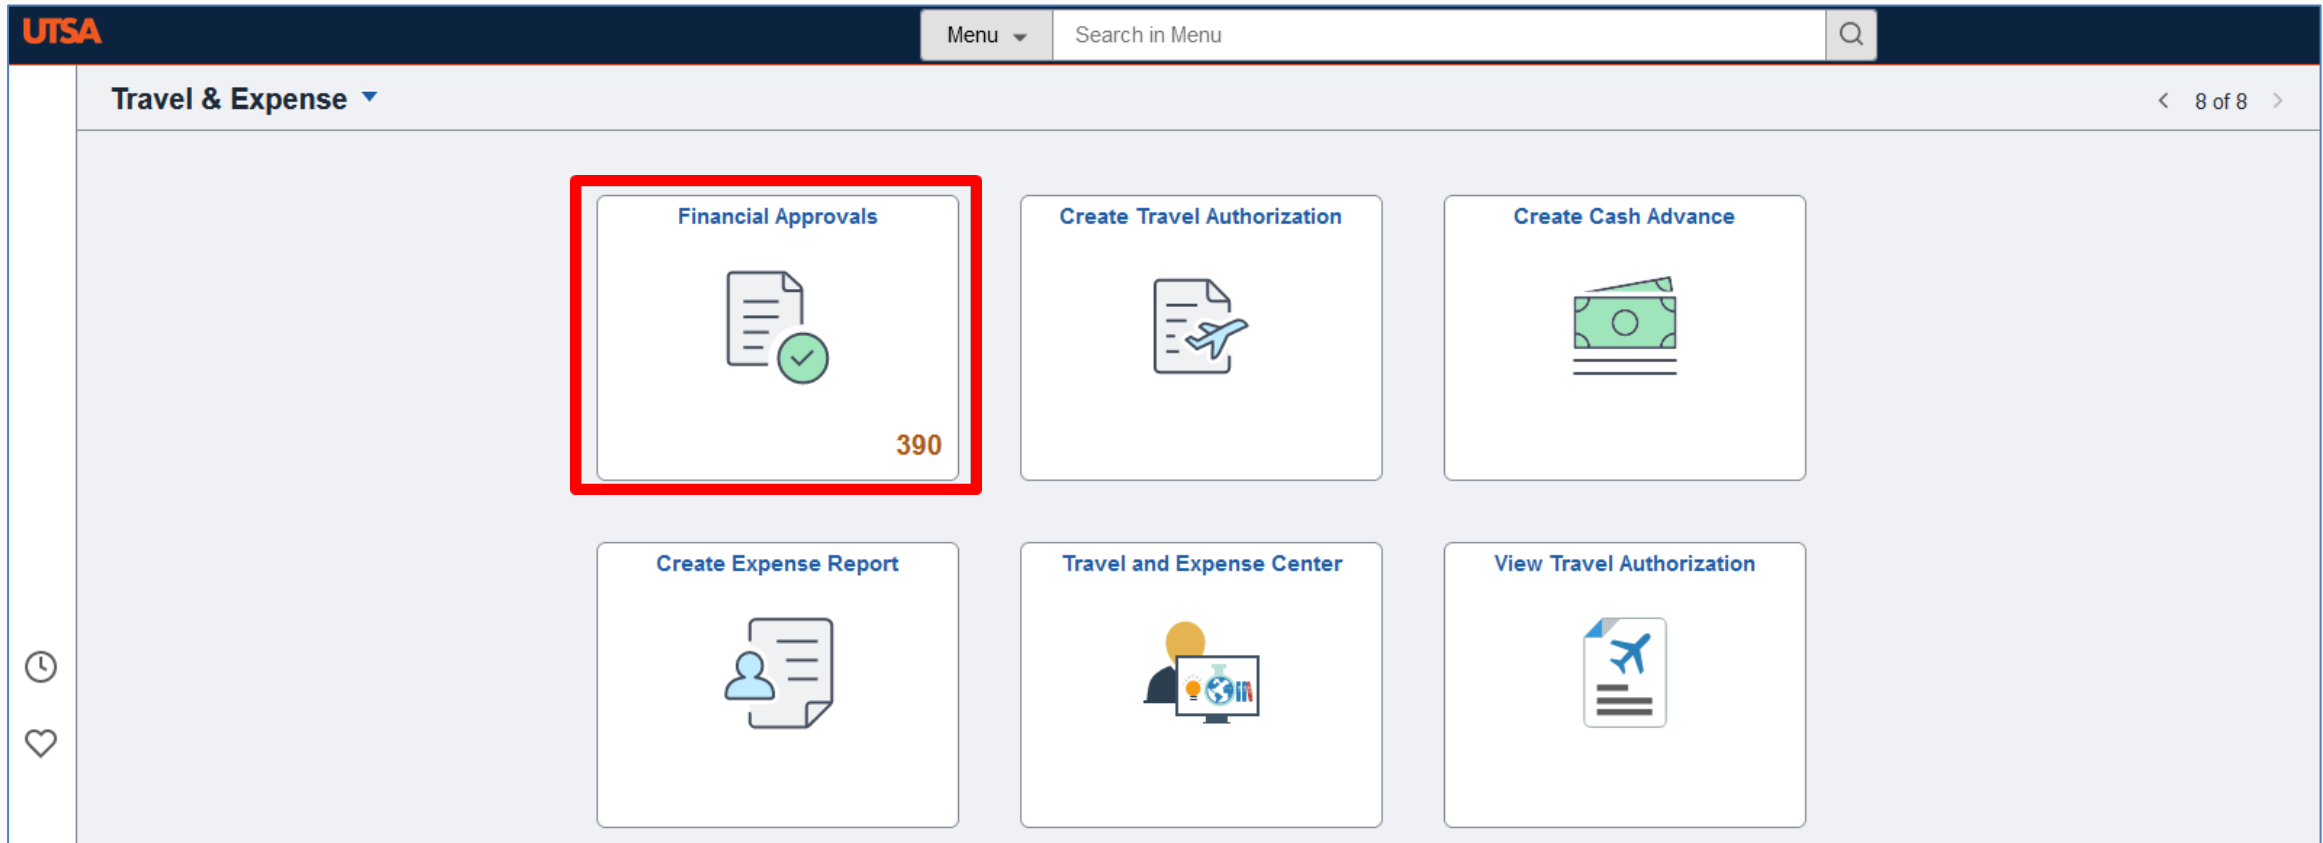 UTSA
Menu
Search in Menu
Travel & Expense
8 of 8
Financial Approvals
390
Create Travel Authorization
Create Cash Advance
Create Expense Report
Travel and Expense Center
View Travel Authorization